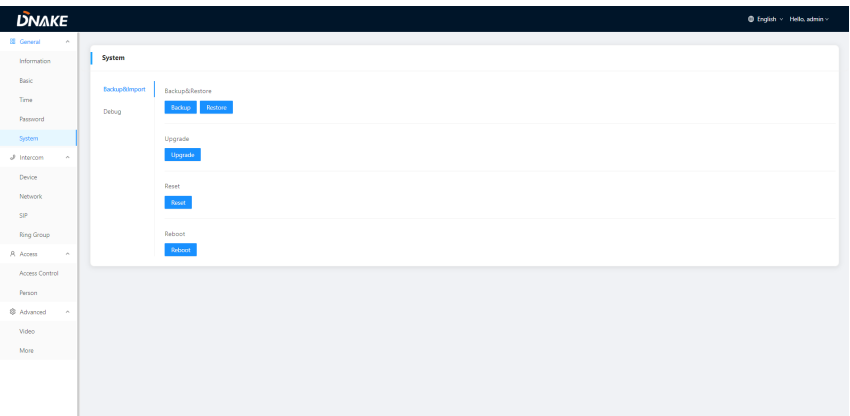 DNAKE
English
Hello, admin
General
Information
Basic
Time
Password
System
Intercom
Device
Network
SIP
Ring Group
Access
Access Control
Person
Advanced
Video
More
System
Backup&Import
Debug
Backup&Restore
Backup Restore
Upgrade
Upgrade
Reset
Reset
Reboot
Reboot